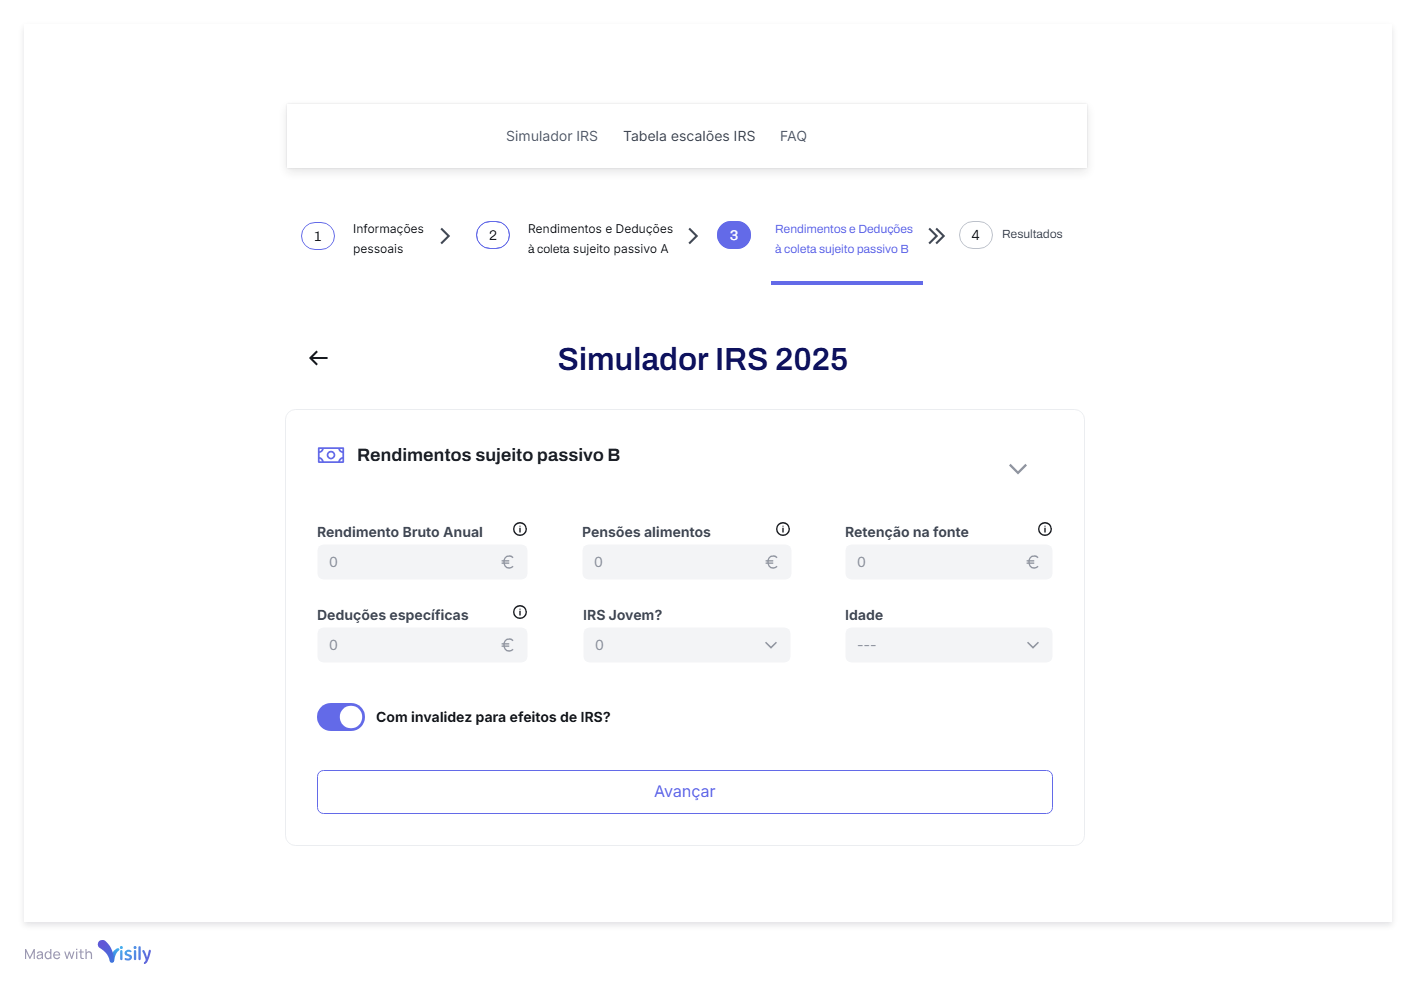 Simulador IRS Tabela escalões IRS FAQ
1 Informações pessoais
2 Rendimentos e Deduções à coleta sujeito passivo A
3 Rendimentos e Deduções à coleta sujeito passivo B
4 Resultados
Simulador IRS 2025
Rendimentos sujeito passivo B
Rendimento Bruto Anual Pensões alimentos Retenção na fonte
0 € 0 € 0 €
Deduções específicas IRS Jovem? Idade
0 € 0 ---
Com invalidez para efeitos de IRS?
Avançar
Made with Visily